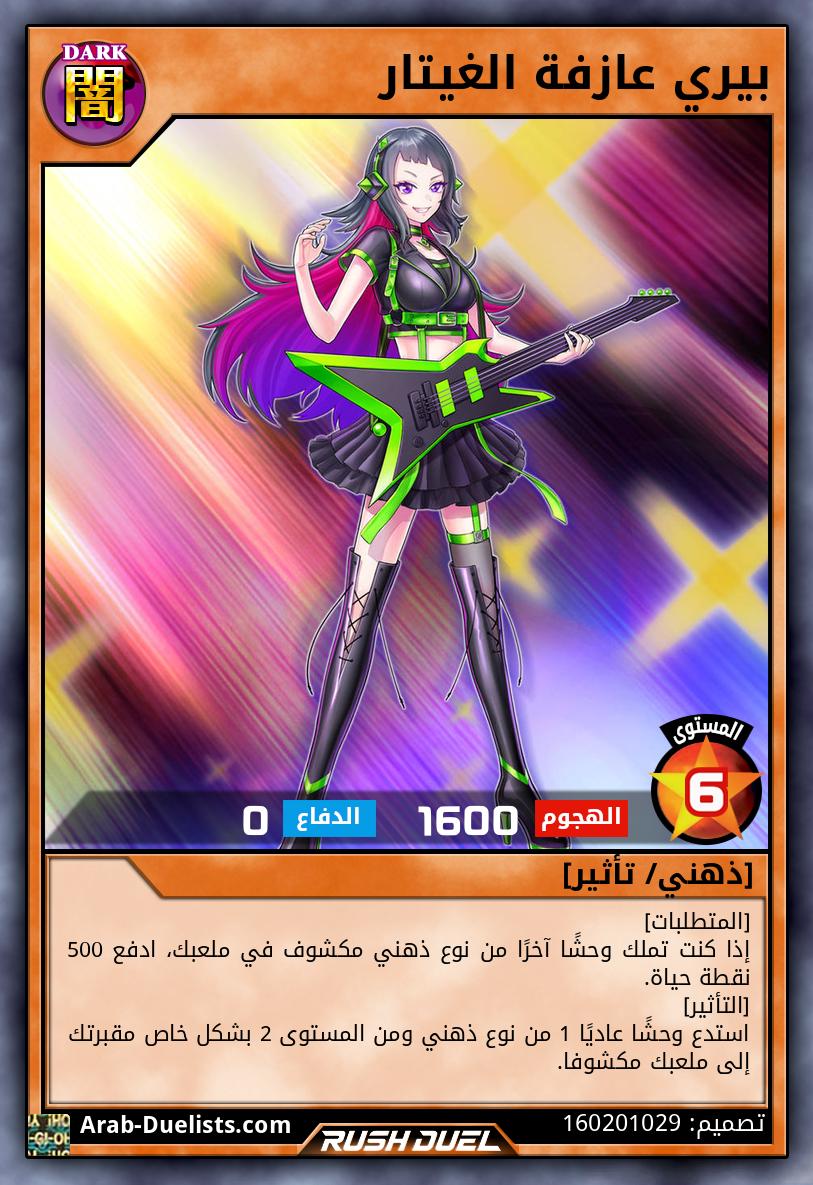 بيري عازفة الغيتار
DARK
闇
المستوى
6
الهجوم 1600 الدفاع 0
[ذهني/ تأثير]
[المتطلبات]
إذا كنت تملك وحشًا آخرًا من نوع ذهني مكشوف في ملعبك، ادفع 500
نقطة حياة.
[التأثير]
استدع وحشًا عاديًا 1 من نوع ذهني ومن المستوى 2 بشكل خاص مقبرتك
إلى ملعبك مكشوفا.
تصميم: 160201029
Arab-Duelists.com
RUSH DUEL